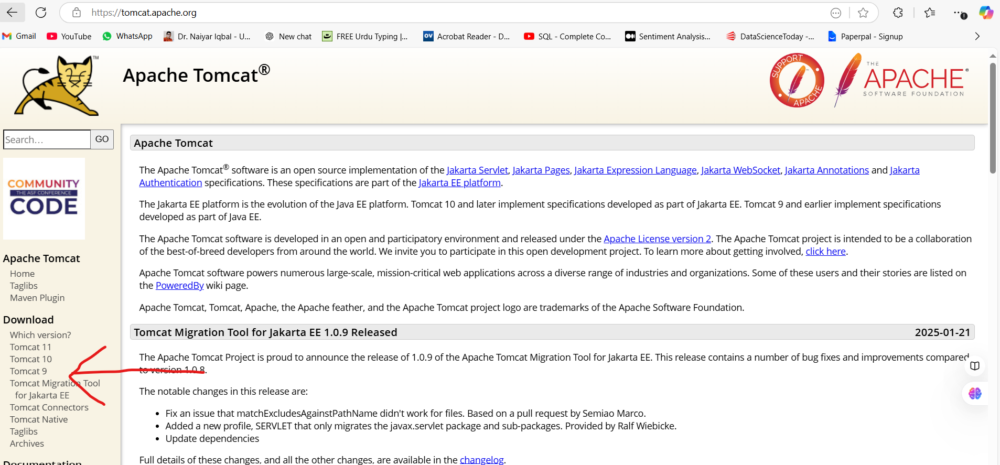 https://tomcat.apache.org
Gmail
YouTube
WhatsApp
Dr. Naiyar Iqbal - U...
New chat
FREE Urdu Typing |...
Acrobat Reader - D...
SQL - Complete Co...
Sentiment Analysis...
DataScienceToday -...
Paperpal - Signup
Apache Tomcat®
SUPPORT APACHE
THE
APACHE®
SOFTWARE FOUNDATION
Search... GO
COMMUNITY
THE ASF CONFERENCE
CODE
Apache Tomcat
Home
Taglibs
Maven Plugin
Download
Which version?
Tomcat 11
Tomcat 10
Tomcat 9
Tomcat Migration Tool
for Jakarta EE
Tomcat Connectors
Tomcat Native
Taglibs
Archives
Documentation
Apache Tomcat
The Apache Tomcat® software is an open source implementation of the Jakarta Servlet, Jakarta Pages, Jakarta Expression Language, Jakarta WebSocket, Jakarta Annotations and Jakarta
Authentication specifications. These specifications are part of the Jakarta EE platform.
The Jakarta EE platform is the evolution of the Java EE platform. Tomcat 10 and later implement specifications developed as part of Jakarta EE. Tomcat 9 and earlier implement specifications
developed as part of Java EE.
The Apache Tomcat software is developed in an open and participatory environment and released under the Apache License version 2. The Apache Tomcat project is intended to be a collaboration
of the best-of-breed developers from around the world. We invite you to participate in this open development project. To learn more about getting involved, click here.
Apache Tomcat software powers numerous large-scale, mission-critical web applications across a diverse range of industries and organizations. Some of these users and their stories are listed on
the PoweredBy wiki page.
Apache Tomcat, Tomcat, Apache, the Apache feather, and the Apache Tomcat project logo are trademarks of the Apache Software Foundation.
Tomcat Migration Tool for Jakarta EE 1.0.9 Released 2025-01-21
The Apache Tomcat Project is proud to announce the release of 1.0.9 of the Apache Tomcat Migration Tool for Jakarta EE. This release contains a number of bug fixes and improvements compared
to version 1.0.8.
The notable changes in this release are:
• Fix an issue that matchExcludesAgainstPathName didn't work for files. Based on a pull request by Semiao Marco.
• Added a new profile, SERVLET that only migrates the javax.servlet package and sub-packages. Provided by Ralf Wiebicke.
• Update dependencies
Full details of these changes, and all the other changes, are available in the changelog.